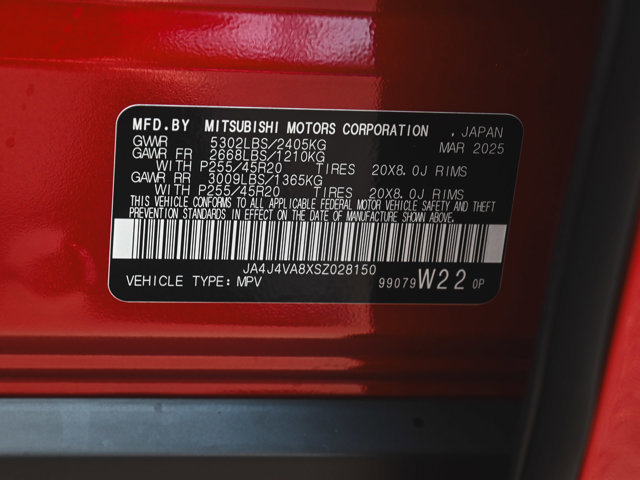 MFD.BY MITSUBISHI MOTORS CORPORATION , JAPAN
GVWR 5302LBS/2405KG MAR 2025
GAWR FR 2668LBS/1210KG
WITH P255/45R20 TIRES 20X8.0J RIMS
GAWR RR 3009LBS/1365KG
WITH P255/45R20 TIRES 20X8.0J RIMS
THIS VEHICLE CONFORMS TO ALL APPLICABLE FEDERAL MOTOR VEHICLE SAFETY AND THEFT
PREVENTION STANDARDS IN EFFECT ON THE DATE OF MANUFACTURE SHOWN ABOVE.
JA4J4VA8XSZ028150
VEHICLE TYPE: MPV 99079 W22 0P